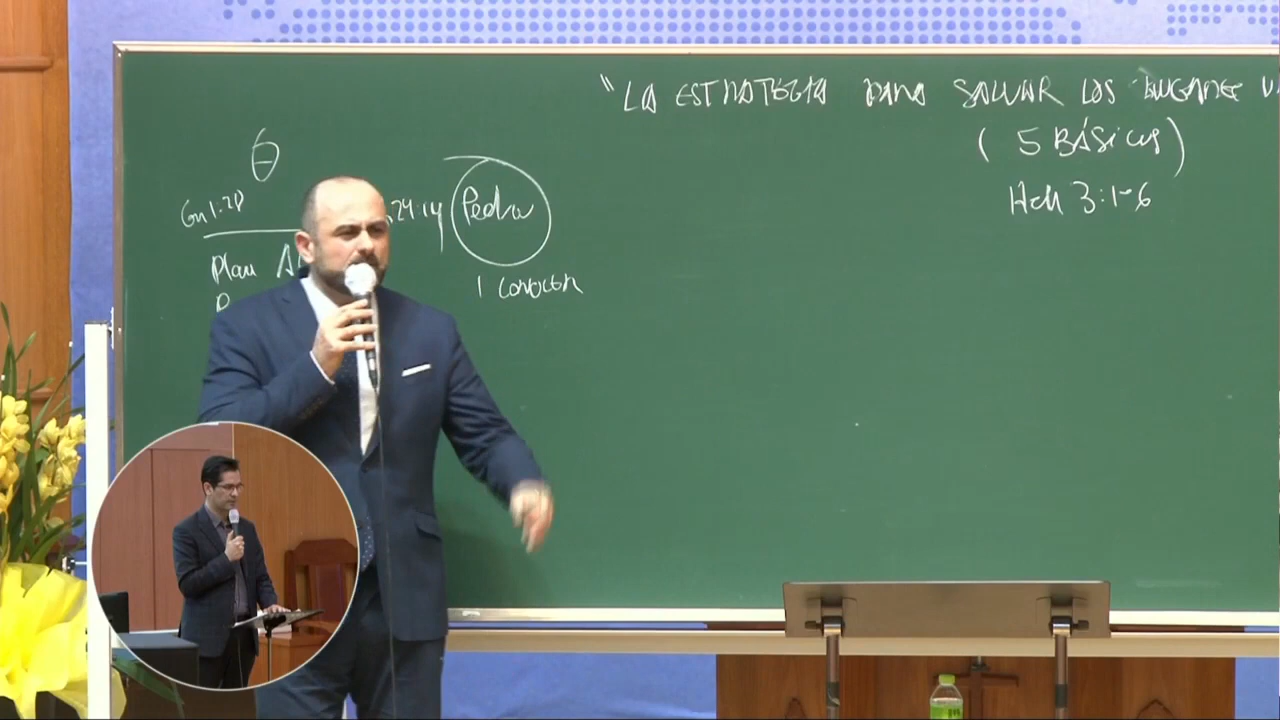 "LA ESTRATEGIA PARA SALVAR LOS
( 5 BÁSICOS )
Hch 3:1-6
θ
Gn 1:28
24:14
Pedro
Plan
1 CONOCER